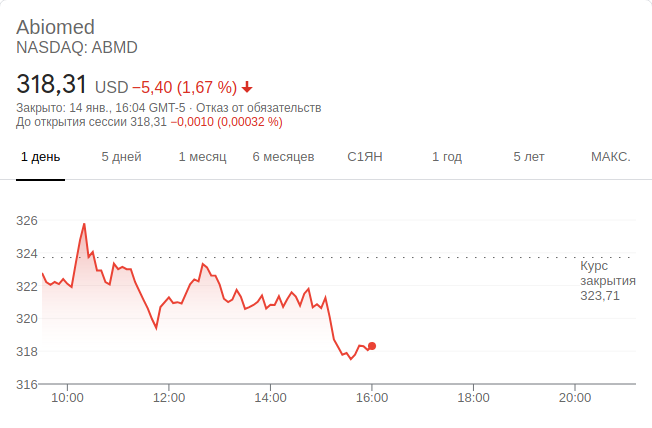 Abiomed
NASDAQ: ABMD
318,31 USD −5,40 (1,67 %)
Закрыто: 14 янв., 16:04 GMT-5 · Отказ от обязательств
До открытия сессии 318,31 −0,0010 (0,00032 %)
1 день 5 дней 1 месяц 6 месяцев С1ЯН 1 год 5 лет МАКС.
326
324
Курс
закрытия
323,71
322
320
318
316
10:00 12:00 14:00 16:00 18:00 20:00